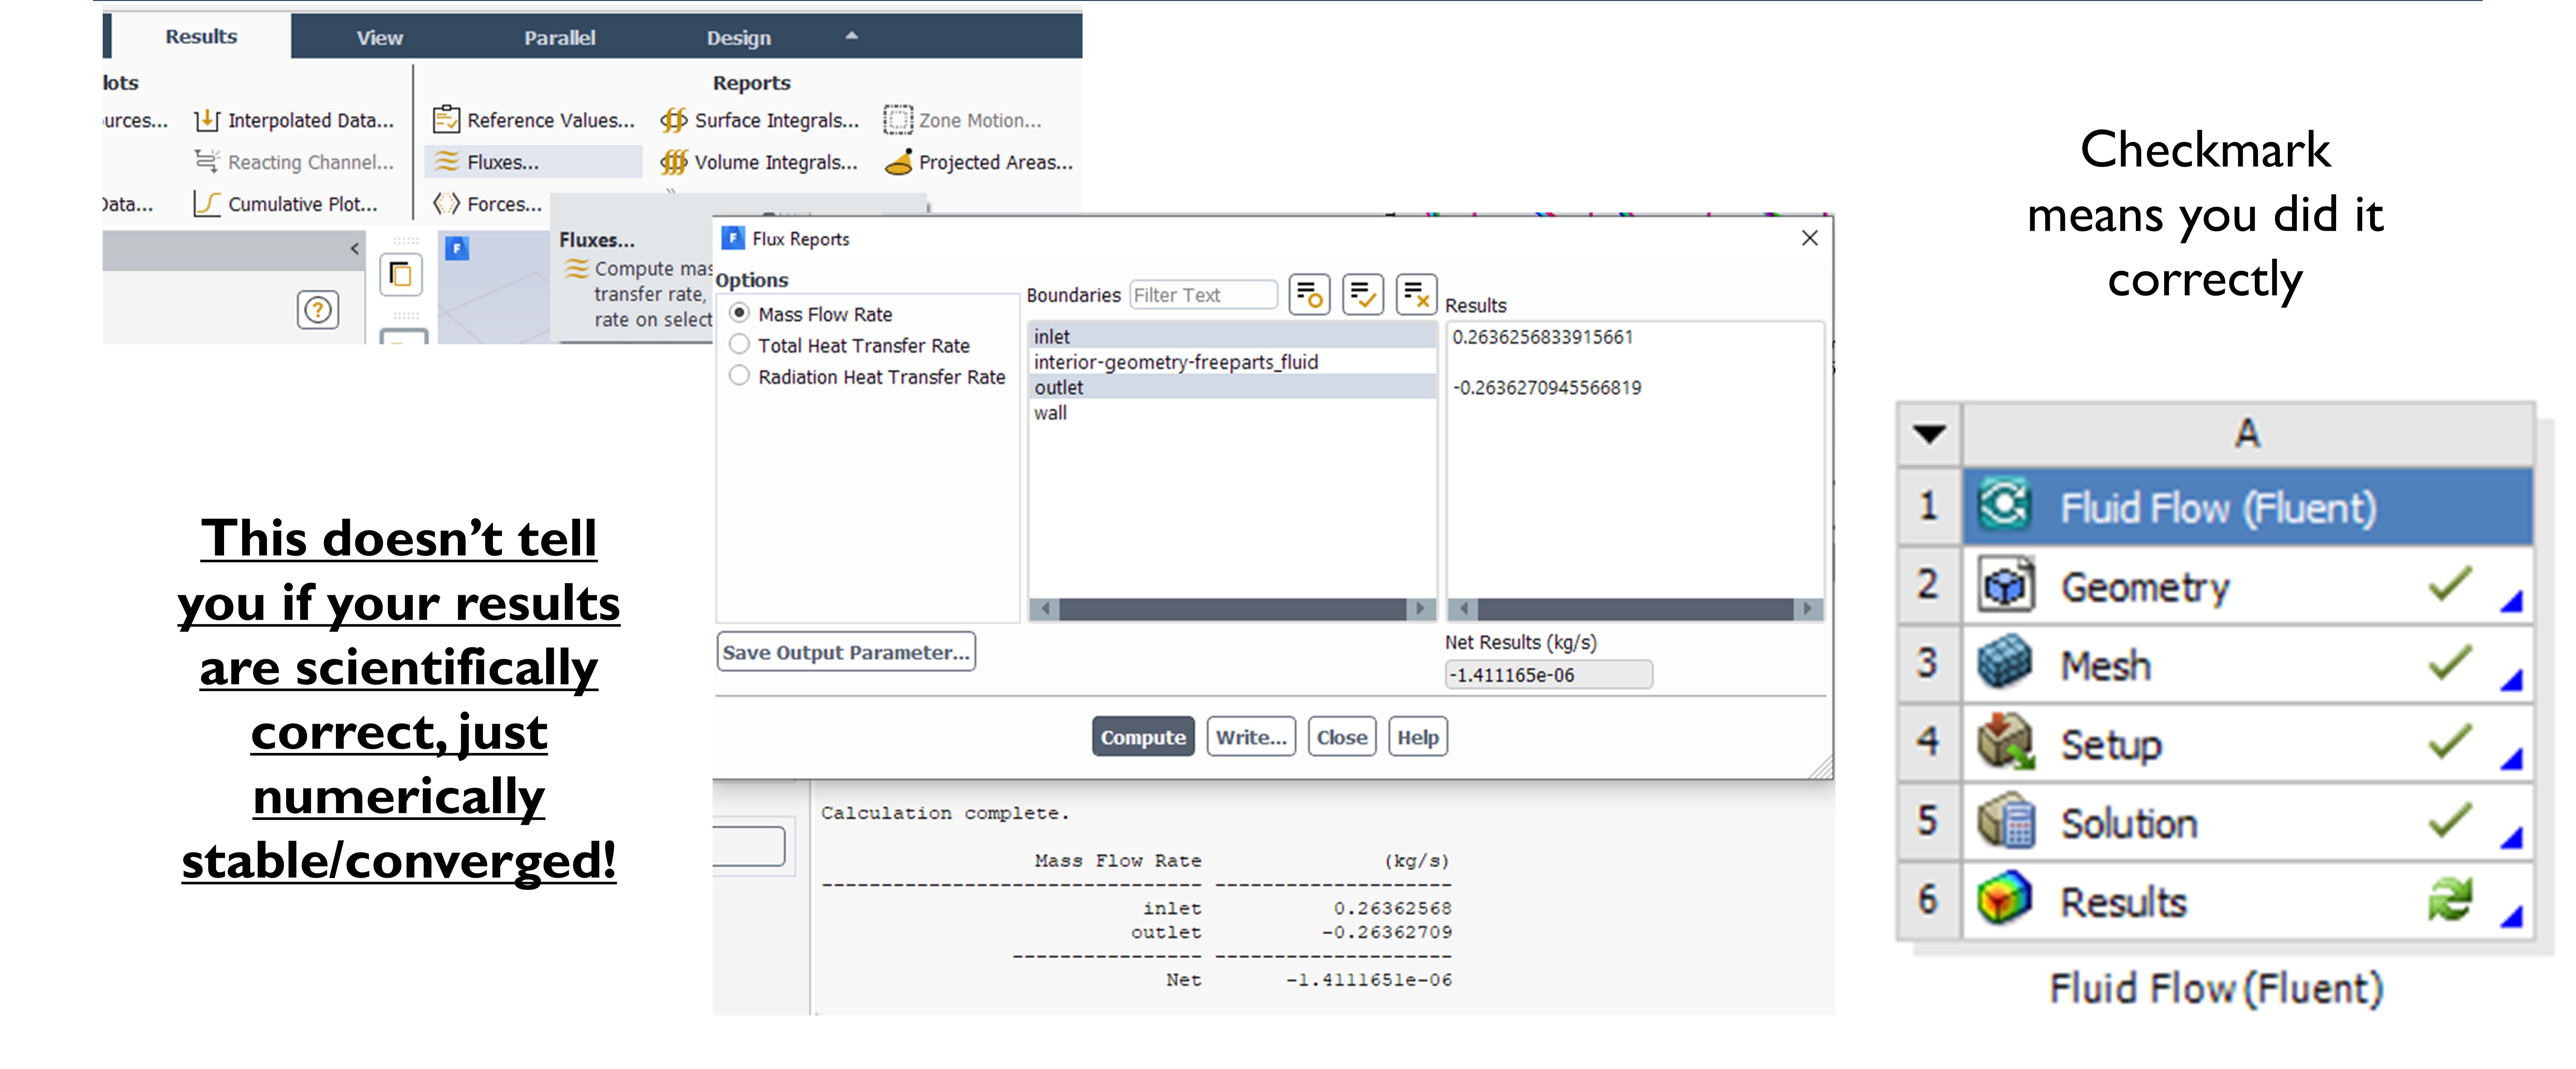 Results View Parallel Design
lots Reports
urces... Interpolated Data... Reference Values... Surface Integrals... Zone Motion...
Reacting Channel... Fluxes... Volume Integrals... Projected Areas...
Data... Cumulative Plot... Forces...
Fluxes...
Compute mas
transfer rate,
rate on select
Flux Reports
Options
Mass Flow Rate
Total Heat Transfer Rate
Radiation Heat Transfer Rate
Save Output Parameter...
Boundaries Filter Text
inlet
interior-geometry-freeparts_fluid
outlet
wall
Results
0.2636256833915661
-0.2636270945566819
Net Results (kg/s)
-1.411165e-06
Compute Write... Close Help
Calculation complete.
Mass Flow Rate (kg/s)
-------------------------------- --------------------
inlet 0.26362568
outlet -0.26362709
---------------- --------------------
Net -1.4111651e-06
This doesn’t tell
you if your results
are scientifically
correct, just
numerically
stable/converged!
Checkmark
means you did it
correctly
A
1 Fluid Flow (Fluent)
2 Geometry
3 Mesh
4 Setup
5 Solution
6 Results
Fluid Flow (Fluent)